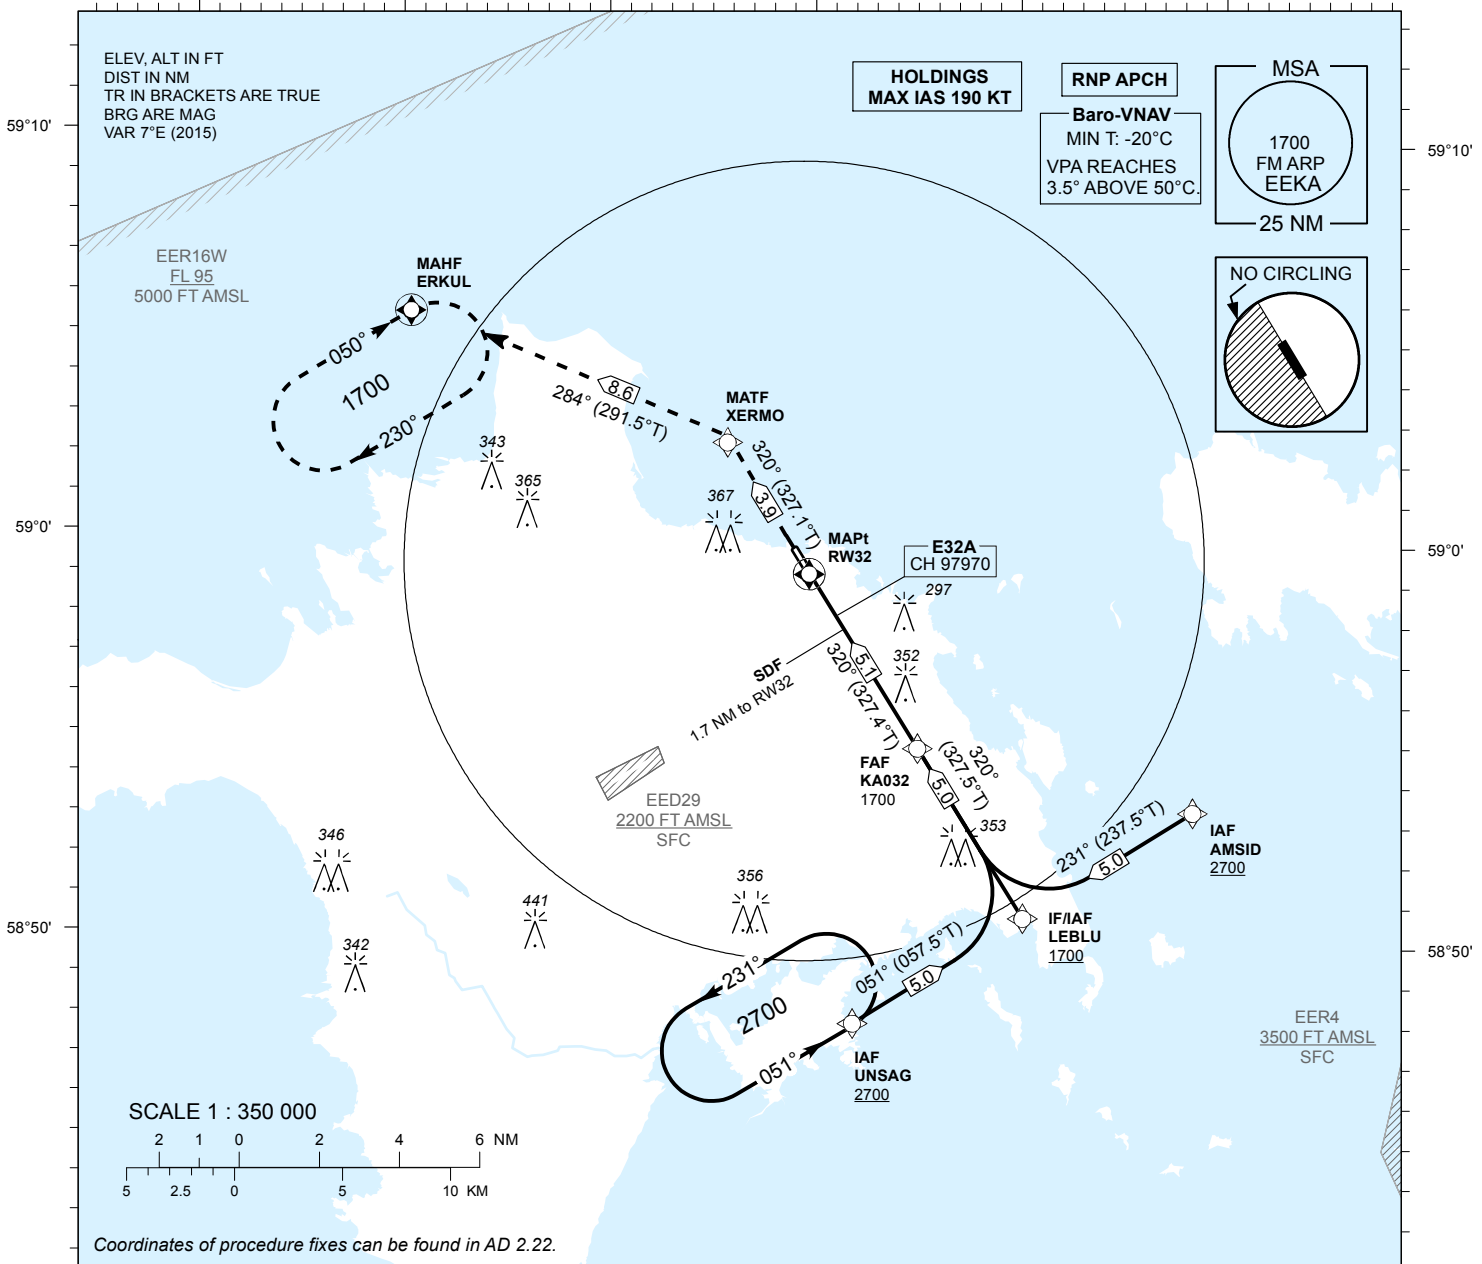 ELEV, ALT IN FT
DIST IN NM
TR IN BRACKETS ARE TRUE
BRG ARE MAG
VAR 7°E (2015)
HOLDINGS
MAX IAS 190 KT
RNP APCH
Baro-VNAV
MIN T: -20°C
VPA REACHES
3.5° ABOVE 50°C.
MSA
1700
FM ARP
EEKA
25 NM
NO CIRCLING
59°10'
59°10'
EER16W
FL 95
5000 FT AMSL
MAHF
ERKUL
050°
1700
230°
8.6
284° (291.5°T)
MATF
XERMO
320° (327.1°T)
3.9
343
365
367
59°0'
59°0'
MAPt
RW32
E32A
CH 97970
297
352
SDF
1.7 NM to RW32
5.1
320° (327.4°T)
FAF
KA032
1700
320°
(327.5°T)
5.0
EED29
2200 FT AMSL
SFC
353
231° (237.5°T)
5.0
IAF
AMSID
2700
346
356
441
342
IF/IAF
LEBLU
1700
58°50'
58°50'
231°
2700
051°
051° (057.5°T)
5.0
IAF
UNSAG
2700
EER4
3500 FT AMSL
SFC
SCALE 1 : 350 000
2 1 0 2 4 6 NM
5 2.5 0 5 10 KM
Coordinates of procedure fixes can be found in AD 2.22.